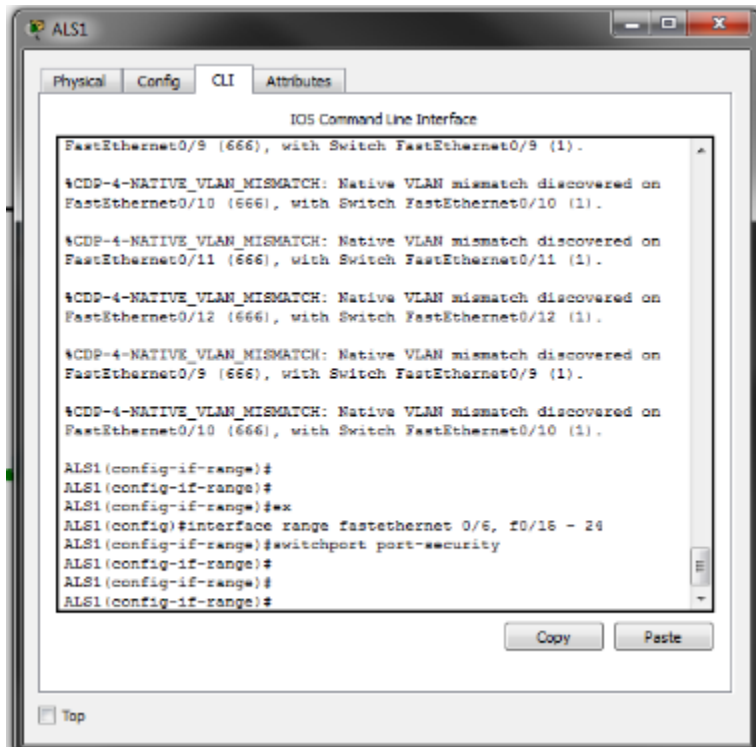 ALS1
Physical Config CLI Attributes
IOS Command Line Interface
FastEthernet0/9 (666), with Switch FastEthernet0/9 (1).
%CDP-4-NATIVE_VLAN_MISMATCH: Native VLAN mismatch discovered on
FastEthernet0/10 (666), with Switch FastEthernet0/10 (1).
%CDP-4-NATIVE_VLAN_MISMATCH: Native VLAN mismatch discovered on
FastEthernet0/11 (666), with Switch FastEthernet0/11 (1).
%CDP-4-NATIVE_VLAN_MISMATCH: Native VLAN mismatch discovered on
FastEthernet0/12 (666), with Switch FastEthernet0/12 (1).
%CDP-4-NATIVE_VLAN_MISMATCH: Native VLAN mismatch discovered on
FastEthernet0/9 (666), with Switch FastEthernet0/9 (1).
%CDP-4-NATIVE_VLAN_MISMATCH: Native VLAN mismatch discovered on
FastEthernet0/10 (666), with Switch FastEthernet0/10 (1).
ALS1(config-if-range)#
ALS1(config-if-range)#
ALS1(config-if-range)#ex
ALS1(config)#interface range fastethernet 0/6, f0/15 - 24
ALS1(config-if-range)#switchport port-security
ALS1(config-if-range)#
ALS1(config-if-range)#
ALS1(config-if-range)#
Copy Paste
Top